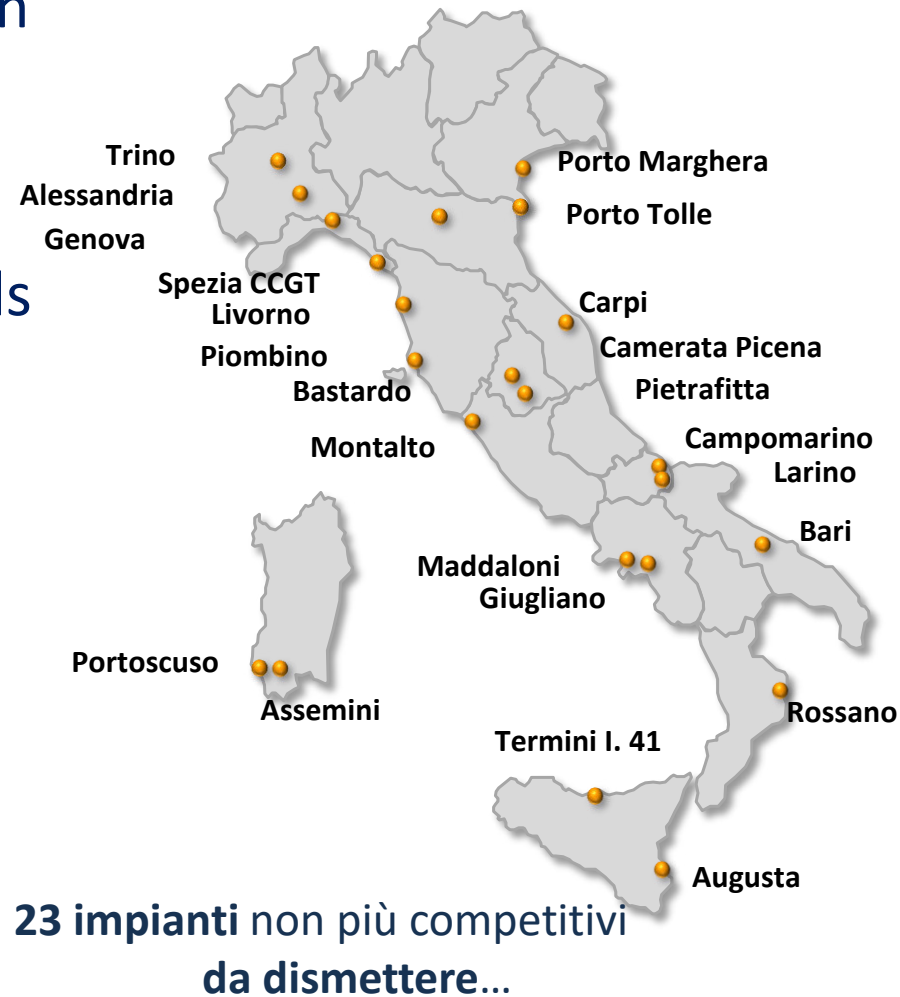 n
Trino
Porto Marghera
Alessandria
Porto Tolle
Genova
Spezia CCGT
ls
Carpi
Livorno
Camerata Picena
Piombino
Pietrafitta
Bastardo
Campomarino
Montalto
Larino
Bari
Maddaloni
Giugliano
Portoscuso
Assemini
Rossano
Termini I. 41
Augusta
23 impianti non più competitivi
da dismettere...